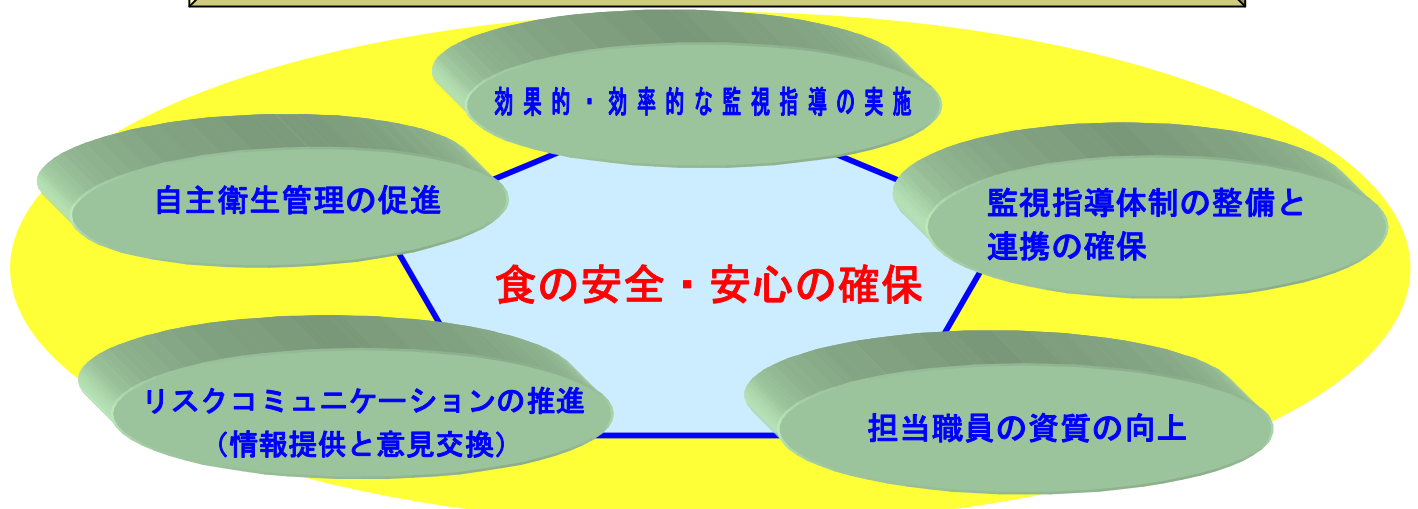 効果的・効率的な監視指導の実施
自主衛生管理の促進
監視指導体制の整備と
連携の確保
食の安全・安心の確保
リスクコミュニケーションの推進
（情報提供と意見交換）
担当職員の資質の向上